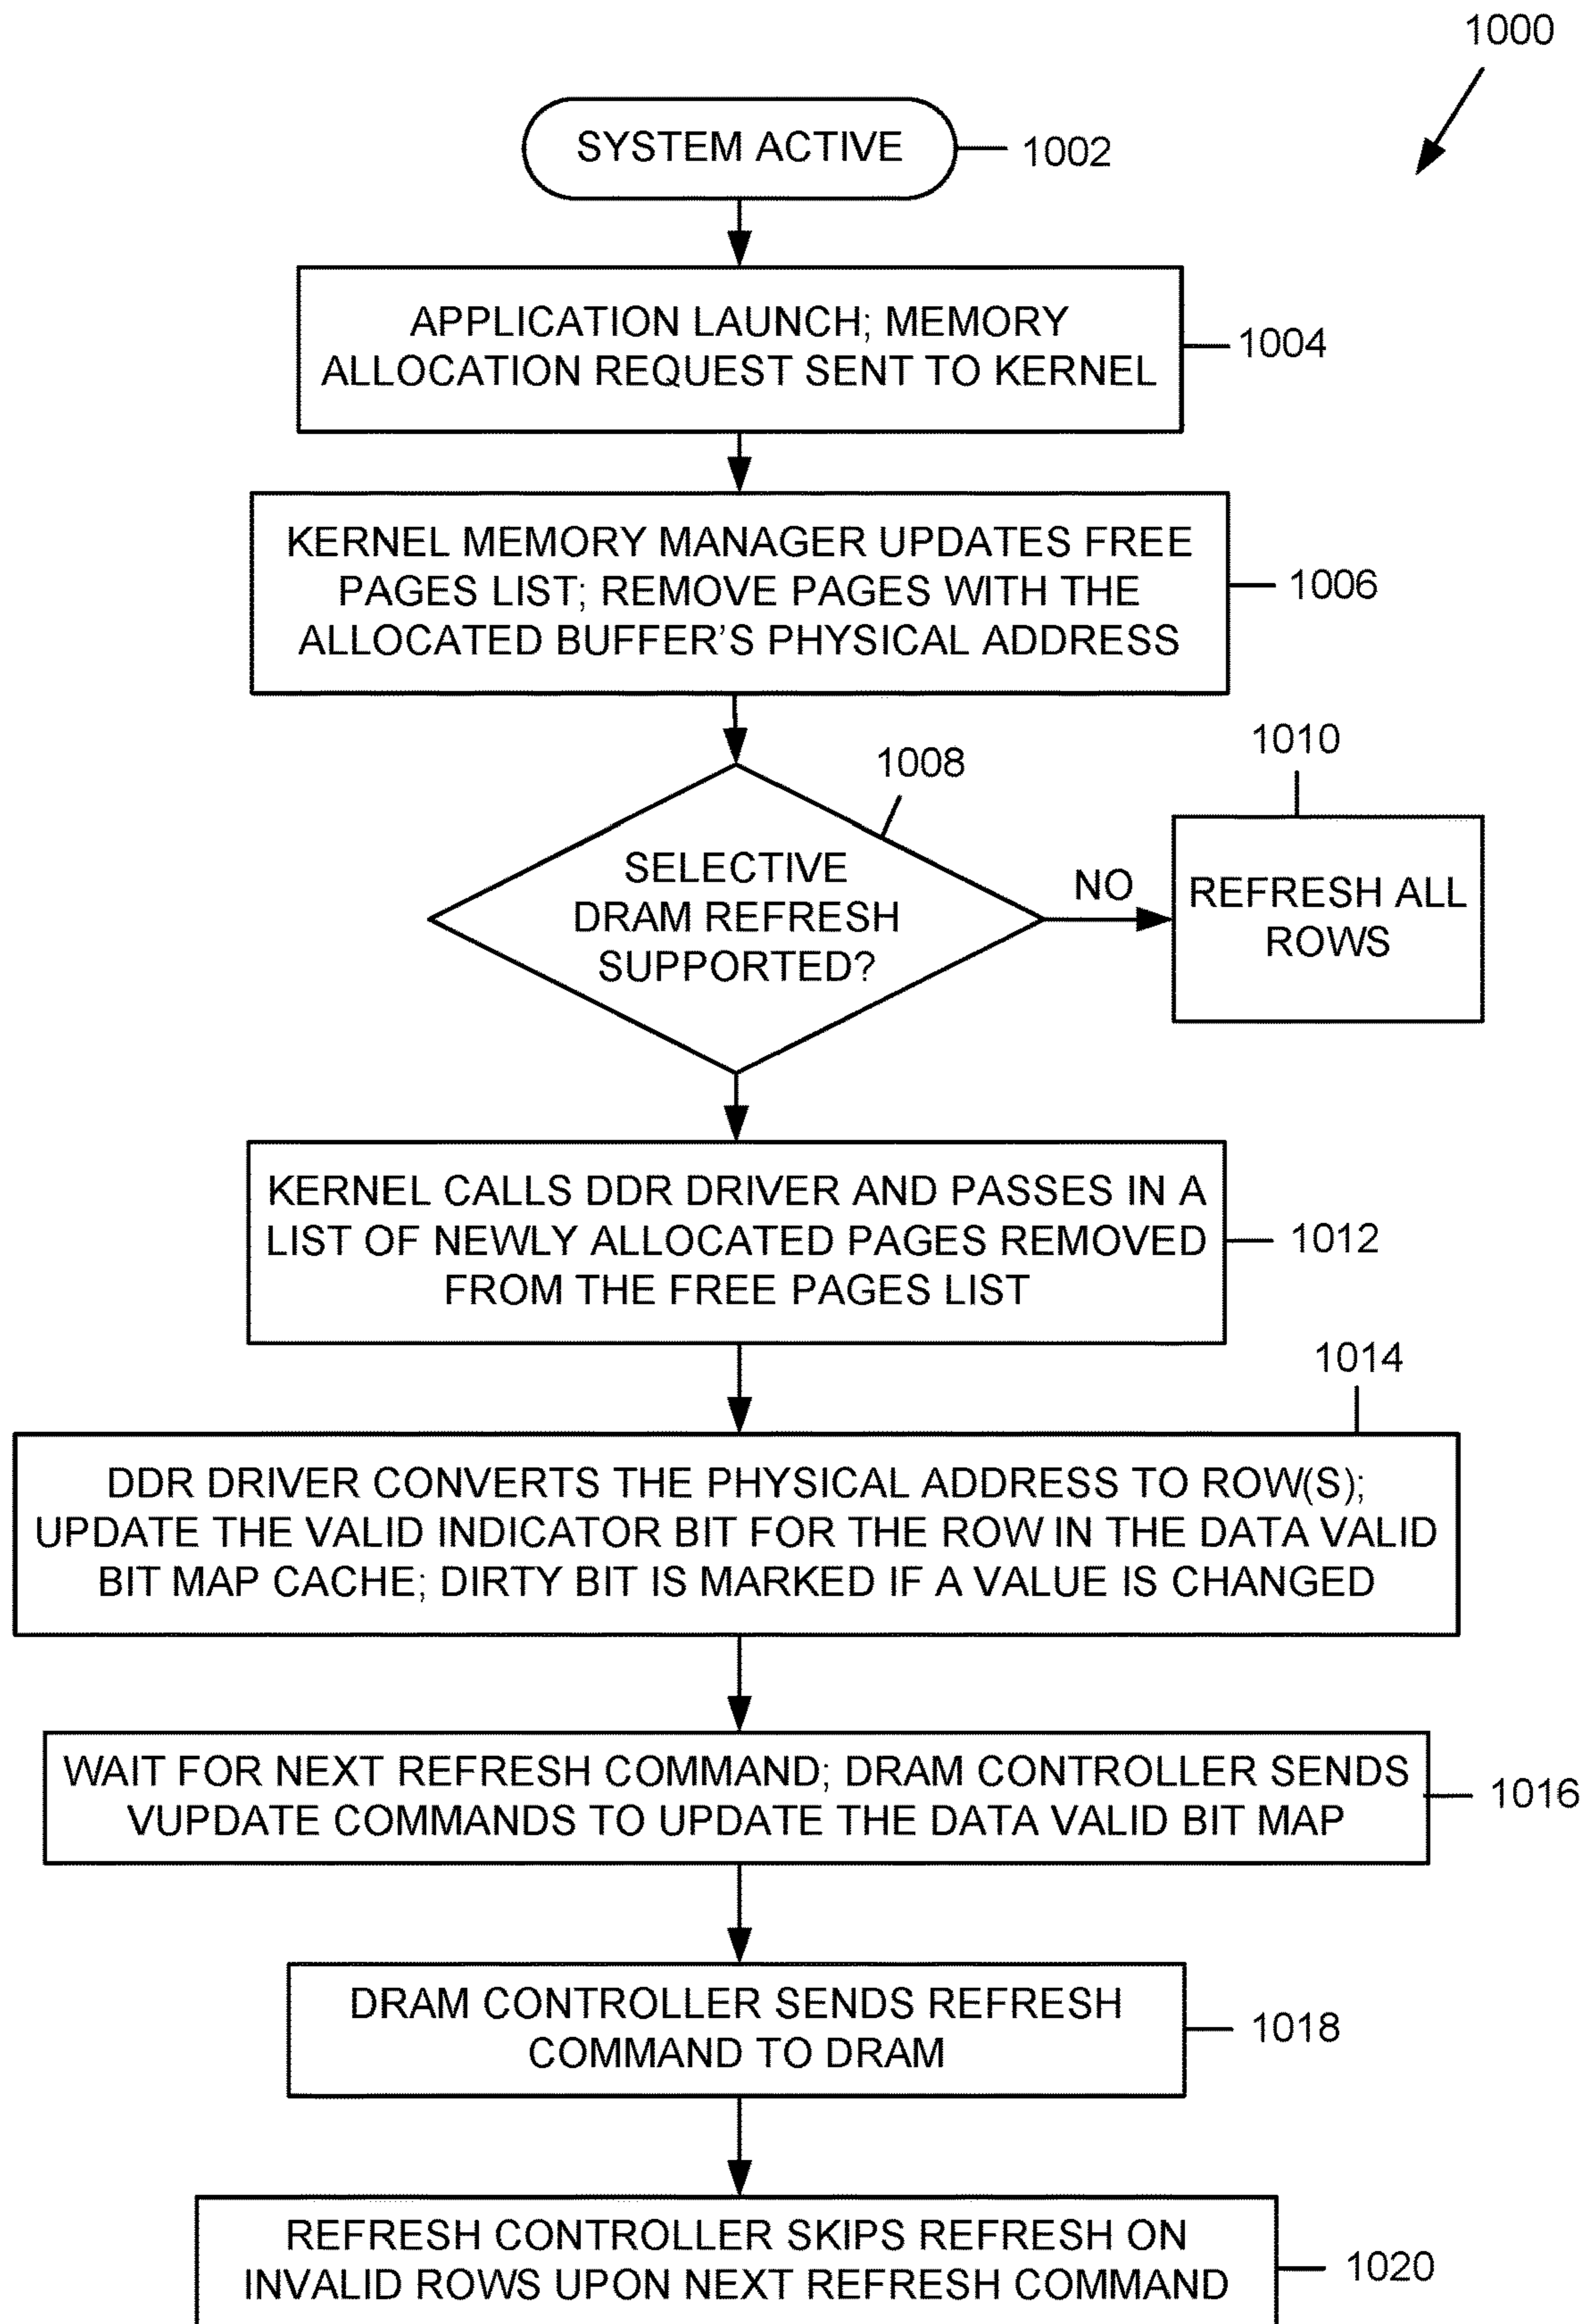 1000
SYSTEM ACTIVE
1002
APPLICATION LAUNCH; MEMORY
ALLOCATION REQUEST SENT TO KERNEL
1004
KERNEL MEMORY MANAGER UPDATES FREE
PAGES LIST; REMOVE PAGES WITH THE
ALLOCATED BUFFER'S PHYSICAL ADDRESS
1006
1008
SELECTIVE
DRAM REFRESH
SUPPORTED?
NO
1010
REFRESH ALL
ROWS
KERNEL CALLS DDR DRIVER AND PASSES IN A
LIST OF NEWLY ALLOCATED PAGES REMOVED
FROM THE FREE PAGES LIST
1012
1014
DDR DRIVER CONVERTS THE PHYSICAL ADDRESS TO ROW(S);
UPDATE THE VALID INDICATOR BIT FOR THE ROW IN THE DATA VALID
BIT MAP CACHE; DIRTY BIT IS MARKED IF A VALUE IS CHANGED
WAIT FOR NEXT REFRESH COMMAND; DRAM CONTROLLER SENDS
VUPDATE COMMANDS TO UPDATE THE DATA VALID BIT MAP
1016
DRAM CONTROLLER SENDS REFRESH
COMMAND TO DRAM
1018
REFRESH CONTROLLER SKIPS REFRESH ON
INVALID ROWS UPON NEXT REFRESH COMMAND
1020